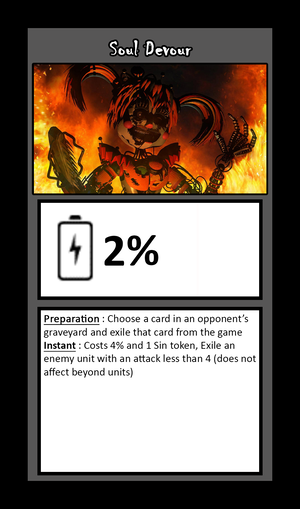 Soul Devour
2%
Preparation : Choose a card in an opponent's
graveyard and exile that card from the game
Instant : Costs 4% and 1 Sin token, Exile an
enemy unit with an attack less than 4 (does not
affect beyond units)